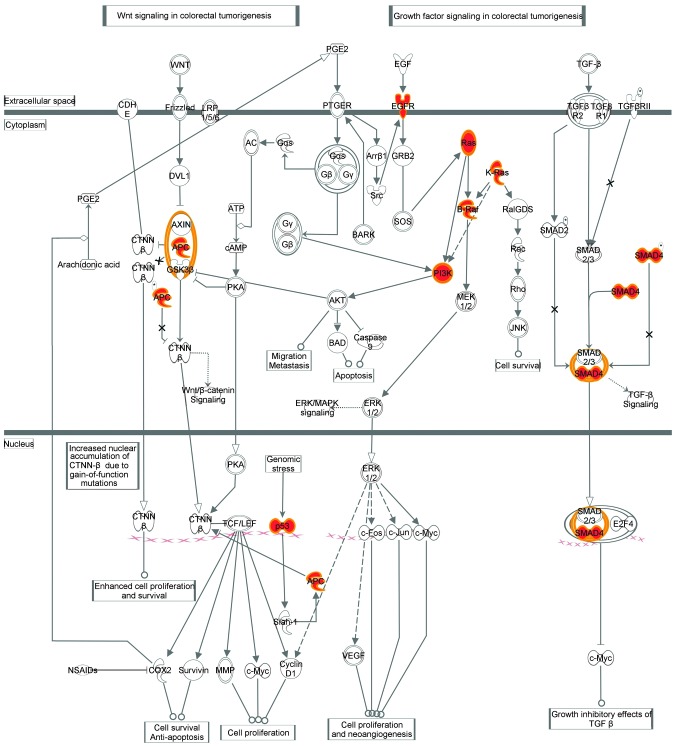 Wnt signaling in colorectal tumorigenesis
Growth factor signaling in colorectal tumorigenesis
PGE2
WNT
EGF
TGF-β
Extracellular space
CDH
E
Frizzled
LRP
1/5/6
PTGER
EGFR
TGFβ
R2
TGFβ
R1
TGFβRII
Cytoplasm
AC
Gαs
Gαs
Gβ
Gγ
Arrβ1
GRB2
Ras
DVL1
K-Ras
PGE2
Src
B-Raf
RalGDS
ATP
SOS
AXIN
Gγ
Gβ
BARK
SMAD2
CTNN
β
APC
cAMP
Rac
SMAD
2/3
SMAD4
Arachidonic acid
CTNN
β
GSK3β
PI3K
PKA
Rho
APC
AKT
MEK
1/2
SMAD4
JNK
CTNN
β
BAD
Caspase
9
SMAD
2/3
SMAD4
Migration
Metastasis
Apoptosis
Cell survival
Wnt/β-catenin
Signaling
ERK/MAPK
signaling
ERK
1/2
TGF-β
Signaling
Nucleus
Increased nuclear
accumulation of
CTNN-β due to
gain-of-function
mutations
PKA
Genomic
stress
ERK
1/2
CTNN
β
CTNN
β
TCF/LEF
p53
c-Fos
c-Jun
c-Myc
SMAD
2/3
SMAD4
E2F4
Enhanced cell proliferation
and survival
APC
Siah-1
NSAIDs
COX2
Survivin
MMP
c-Myc
Cyclin
D1
VEGF
c-Myc
Cell survival
Anti-apoptosis
Cell proliferation
Cell proliferation
and neoangiogenesis
Growth inhibitory effects of
TGF β